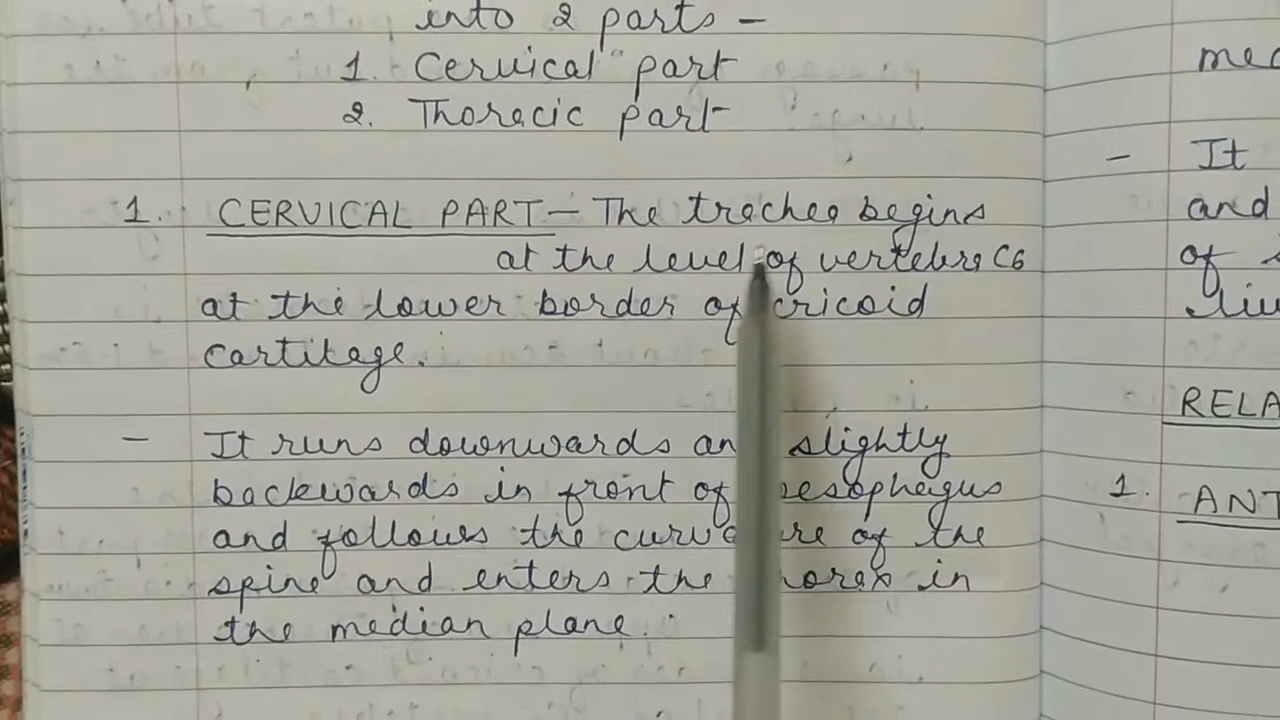 into 2 parts –
1. Cervical part
2. Thoracic part
1. CERVICAL PART – The trachea begins
at the level of vertebra C6
at the lower border of cricoid
cartilage.
– It runs downwards and slightly
backwards in front of oesophagus
and follows the curvature of the
spine and enters the thorax in
the median plane.
– It
and
of
RELA
1. ANT